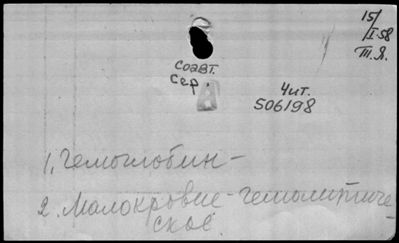 15/I-58
Т.Я.
Соавт.
Сер.
Чит.
506198
1. Гемоглобин-
2. Малокровие-гемолитиче-
ское.